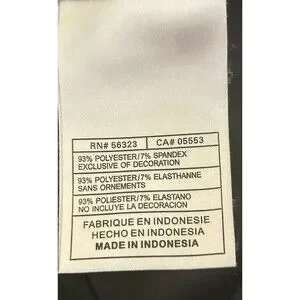 RN# 56323 CA# 05553
93% POLYESTER/7% SPANDEX
EXCLUSIVE OF DECORATION
93% POLYESTER/7% ELASTHANNE
SANS ORNEMENTS
93% POLIESTER/7% ELASTANO
NO INCLUYE LA DECORACION
FABRIQUE EN INDONESIE
HECHO EN INDONESIA
MADE IN INDONESIA